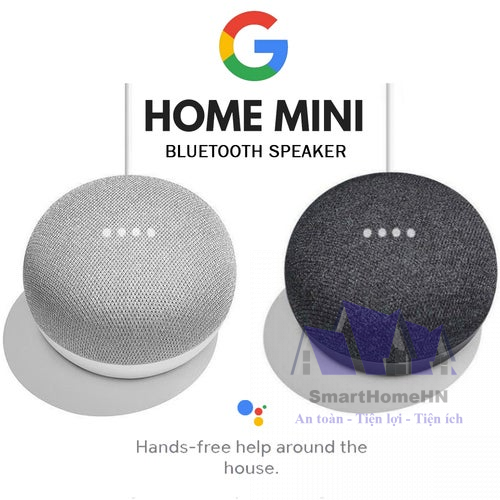 HOME MINI
BLUETOOTH SPEAKER
SmartHomeHN
An toàn - Tiện lợi - Tiện ích
Hands-free help around the
house.